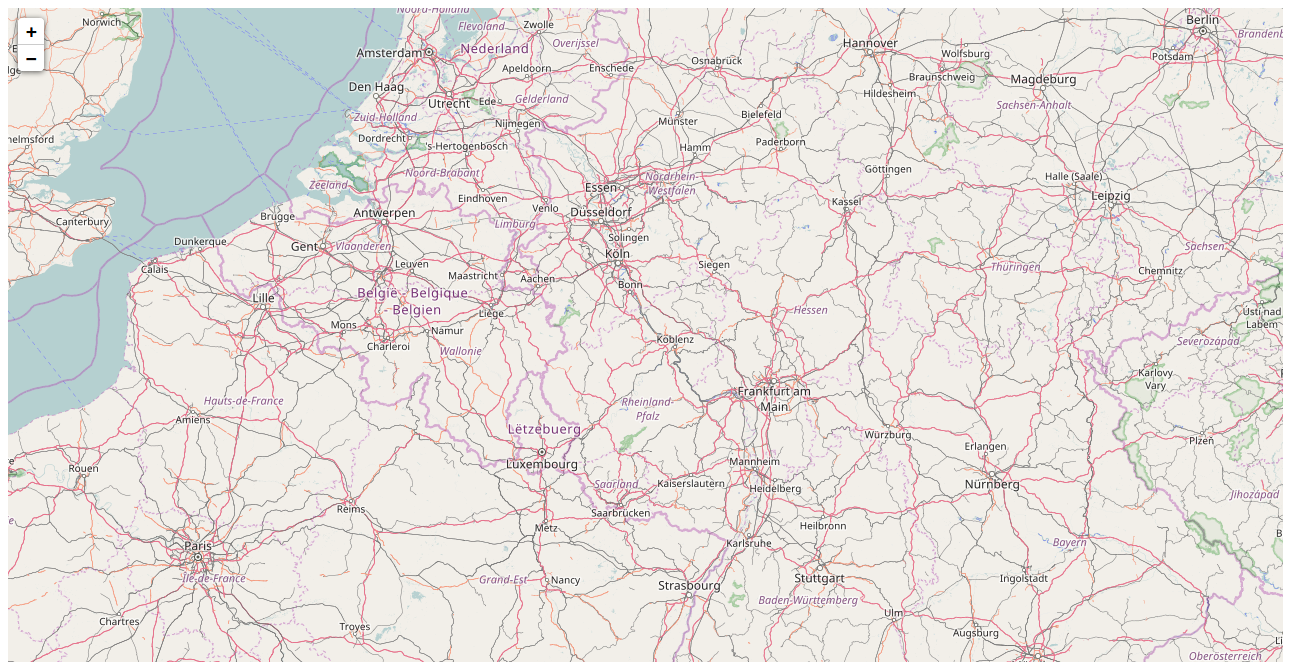 Noord-Holland
Norwich
Flevoland
Zwolle
Berlin
+
−
Amsterdam
Nederland
Overijssel
Hannover
Wolfsburg
Potsdam
Apeldoorn
Enschede
Osnabrück
Braunschweig
Magdeburg
Den Haag
Utrecht
Ede
Gelderland
Hildesheim
Sachsen-Anhalt
Zuid-Holland
Nijmegen
Münster
Bielefeld
Dordrecht
's-Hertogenbosch
Hamm
Paderborn
Noord-Brabant
Nordrhein-
Westfalen
Göttingen
Halle (Saale)
Zeeland
Essen
Eindhoven
Venlo
Kassel
Leipzig
Canterbury
Brugge
Antwerpen
Düsseldorf
Limburg
Dunkerque
Gent
Vlaanderen
Solingen
Köln
Sachsen
Calais
Leuven
Maastricht
Aachen
Siegen
Thüringen
Chemnitz
België - Belgique
- Belgien
Bonn
Lille
Liège
Hessen
Ústí nad
Labem
Mons
Namur
Charleroi
Wallonie
Koblenz
Severozápad
Karlovy
Vary
Hauts-de-France
Amiens
Rheinland-
Pfalz
Frankfurt am
Main
Lëtzebuerg
Luxembourg
Würzburg
Erlangen
Plzeň
Rouen
Mannheim
Saarland
Kaiserslautern
Heidelberg
Nürnberg
Jihozápad
Reims
Saarbrücken
Metz
Heilbronn
Paris
Karlsruhe
Bayern
Île-de-France
Grand-Est
Nancy
Strasbourg
Stuttgart
Ingolstadt
Baden-Württemberg
Chartres
Troyes
Ulm
Augsburg
Oberösterreich